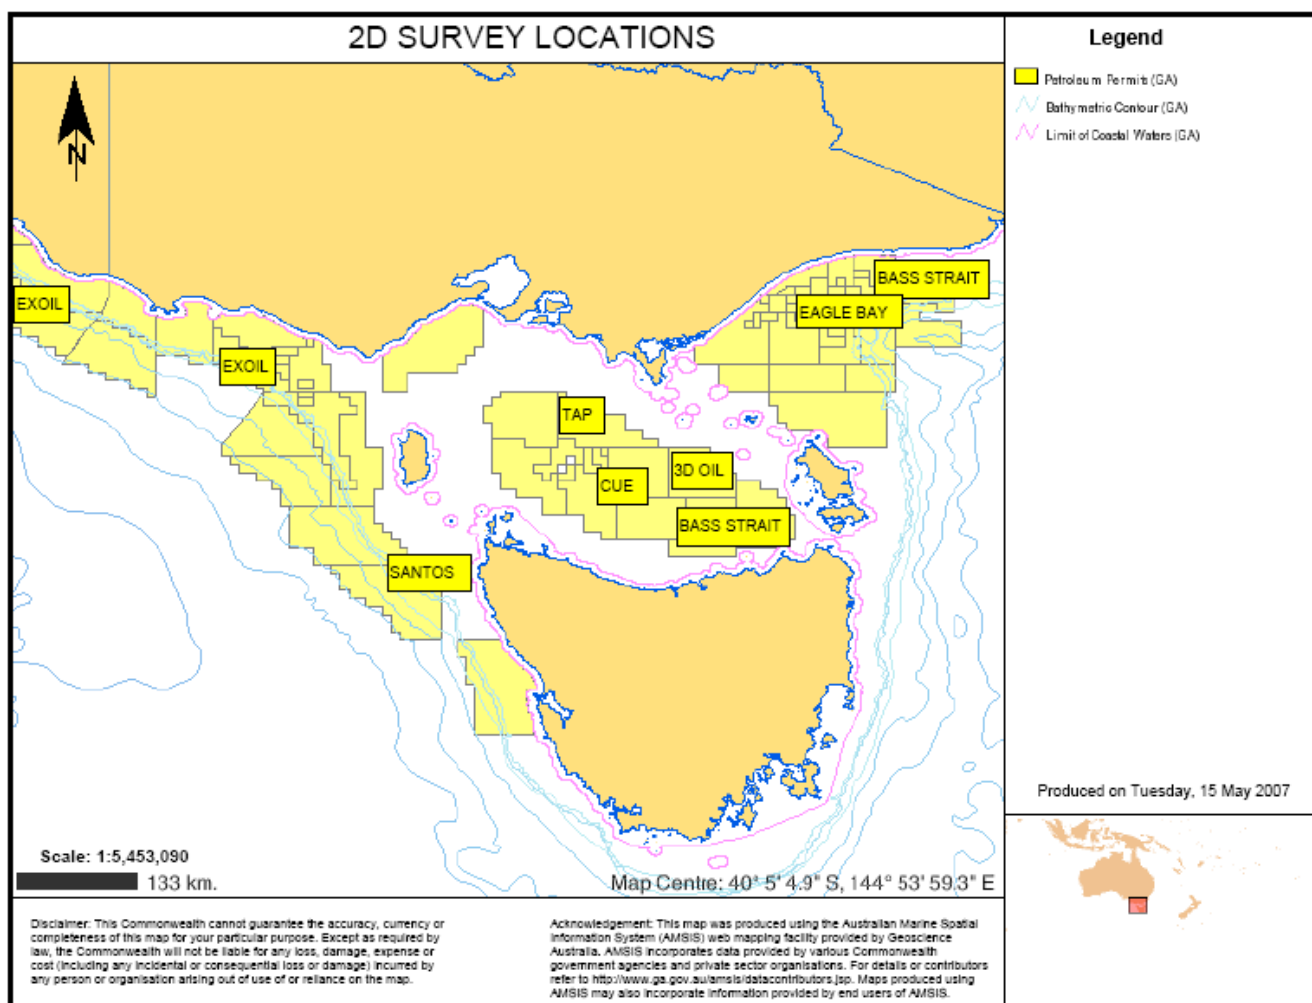 2D SURVEY LOCATIONS
Legend
Petroleum Permits (GA)
Bathymetric Contour (GA)
Limit of Coastal Waters (GA)
N
BASS STRAIT
EXOIL
EAGLE BAY
EXOIL
TAP
3D OIL
CUE
BASS STRAIT
SANTOS
Produced on Tuesday, 15 May 2007
Scale: 1:5,453,090
133 km.
Map Centre: 40° 5' 4.9" S, 144° 53' 59.3" E
Disclaimer: This Commonwealth cannot guarantee the accuracy, currency or
completeness of this map for your particular purpose. Except as required by
law, the Commonwealth will not be liable for any loss, damage, expense or
cost (including any incidental or consequential loss or damage) incurred by
any person or organisation arising out of use of or reliance on the map.
Acknowledgement: This map was produced using the Australian Marine Spatial
Information System (AMSIS) web mapping facility provided by Geoscience
Australia. AMSIS incorporates data provided by various Commonwealth
government agencies and private sector organisations. For details or contributors
refer to http://www.ga.gov.au/amsis/datacontributors.jsp. Maps produced using
AMSIS may also incorporate information provided by end users of AMSIS.